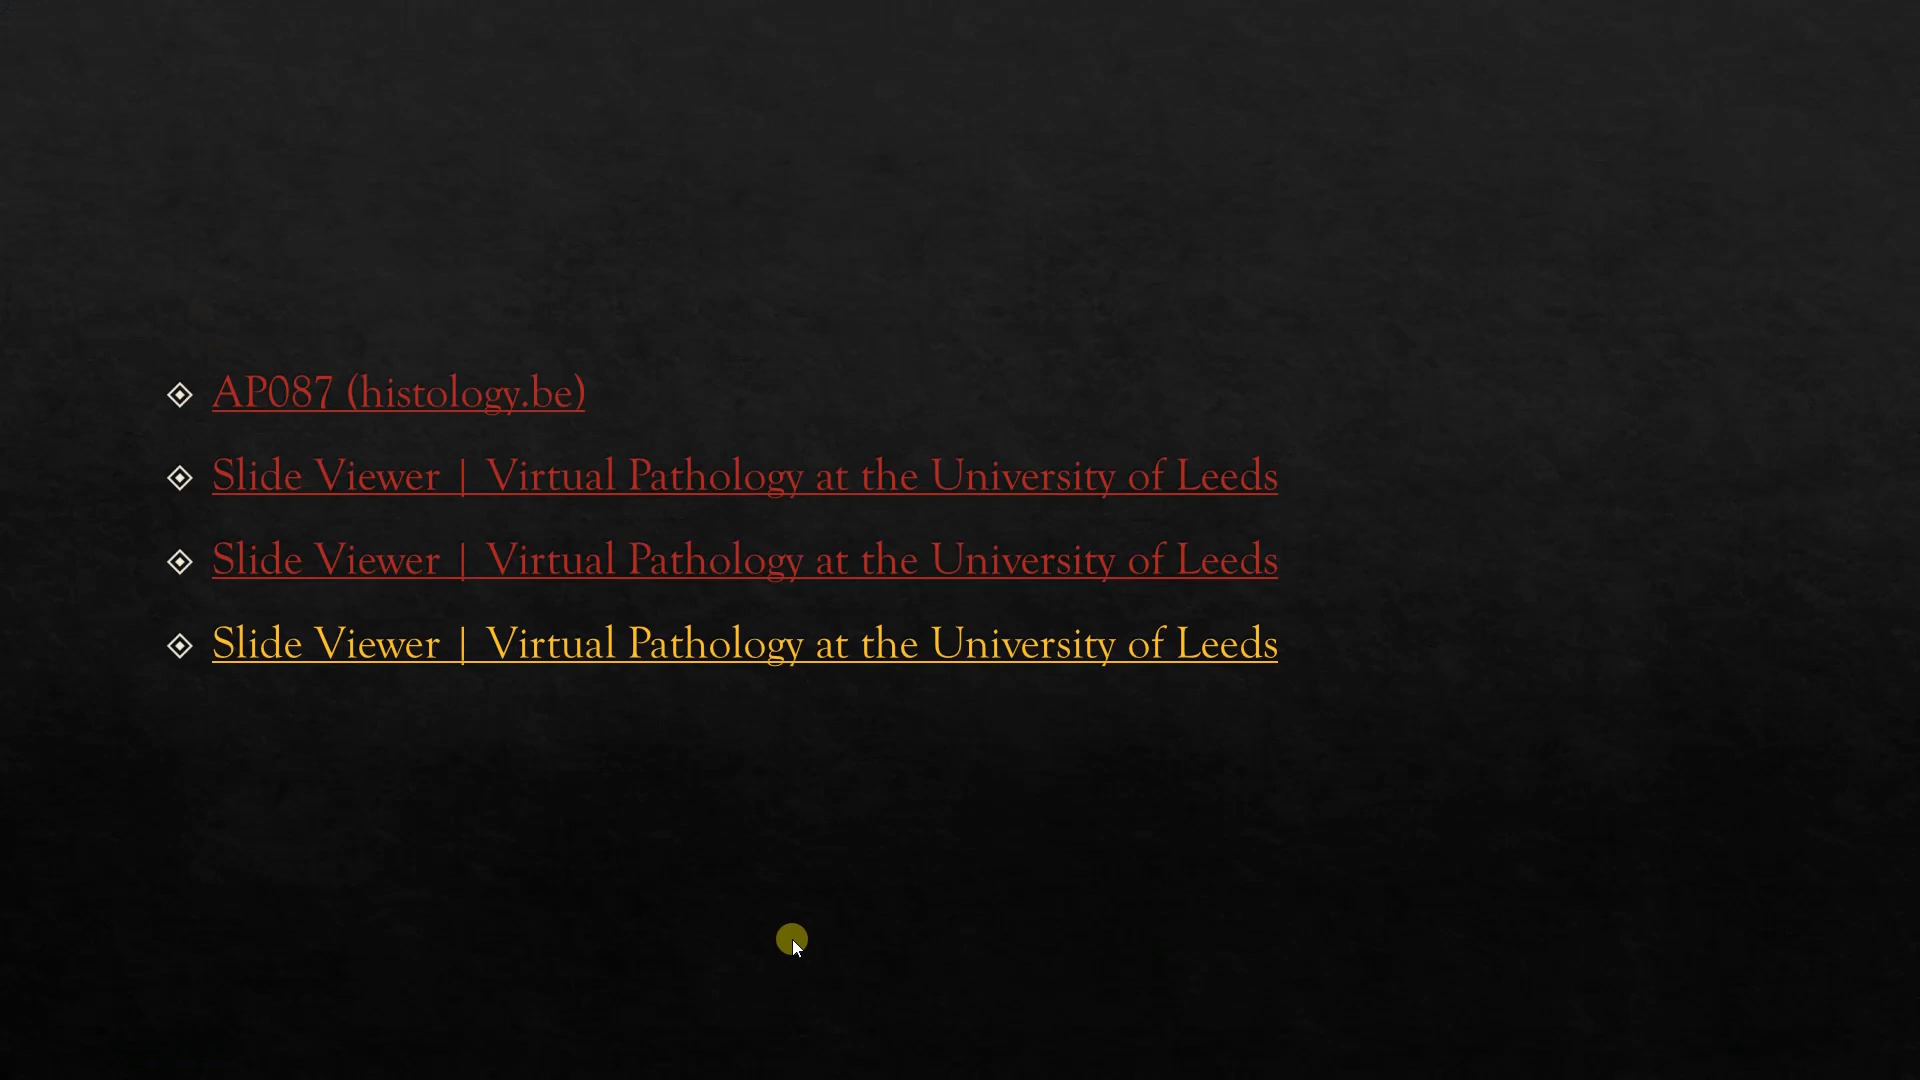 AP087 (histology.be)
Slide Viewer | Virtual Pathology at the University of Leeds
Slide Viewer | Virtual Pathology at the University of Leeds
Slide Viewer | Virtual Pathology at the University of Leeds